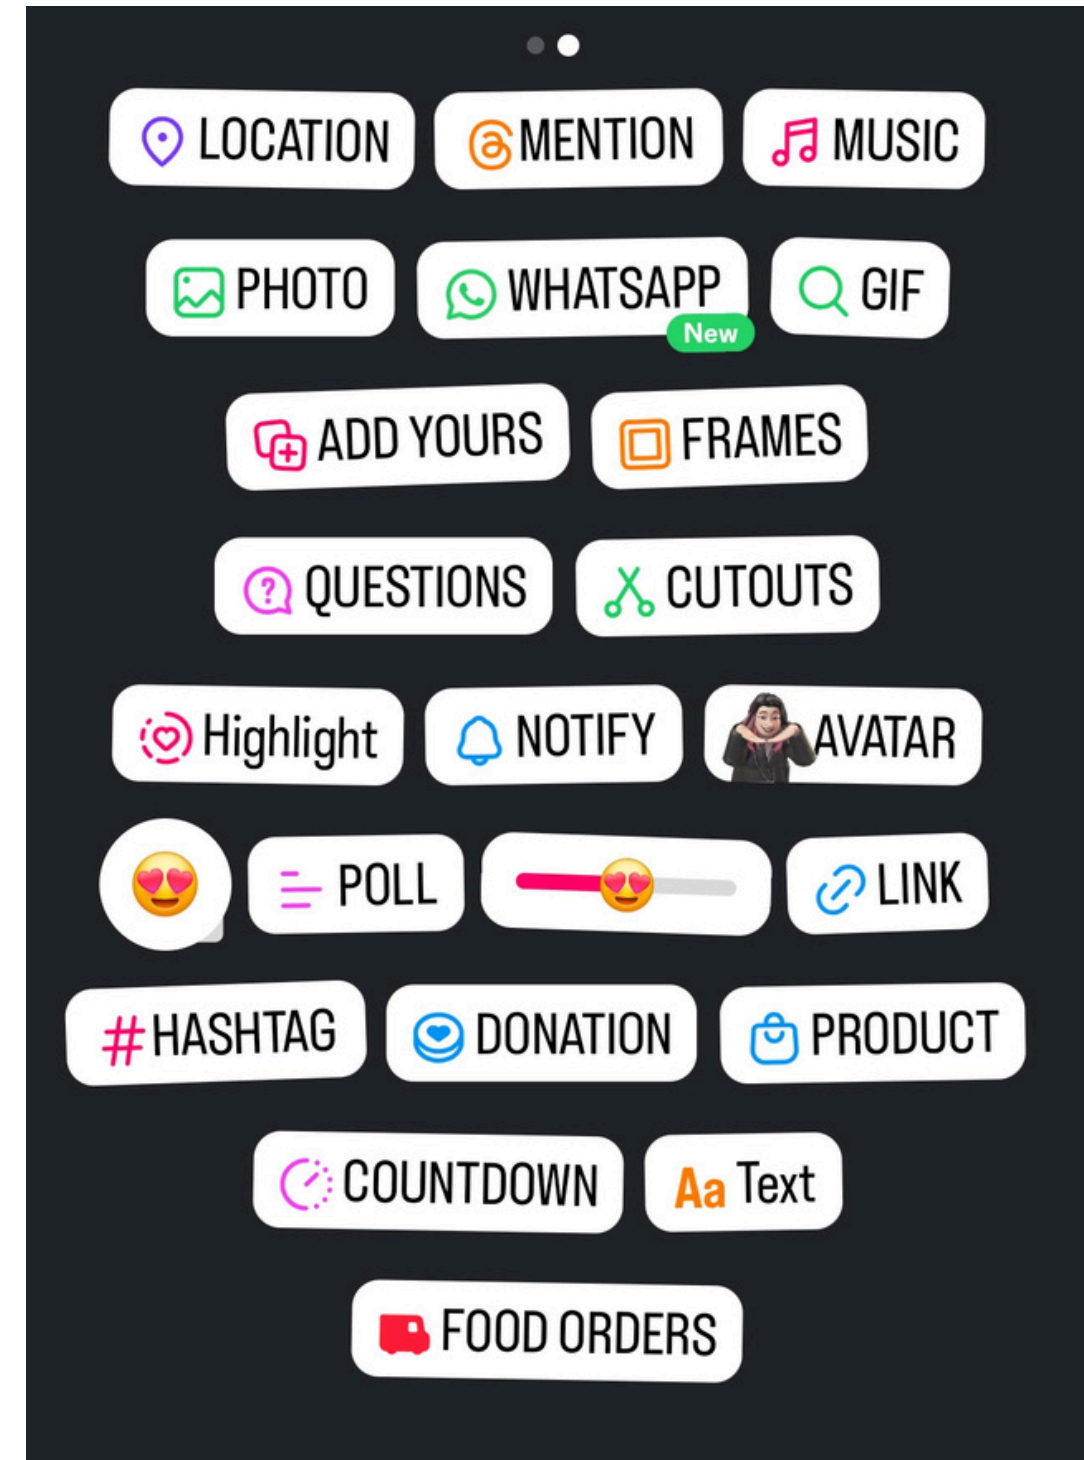 LOCATION MENTION MUSIC
PHOTO WHATSAPP GIF
New
ADD YOURS FRAMES
QUESTIONS CUTOUTS
Highlight NOTIFY AVATAR
POLL LINK
#HASHTAG DONATION PRODUCT
COUNTDOWN Aa Text
FOOD ORDERS